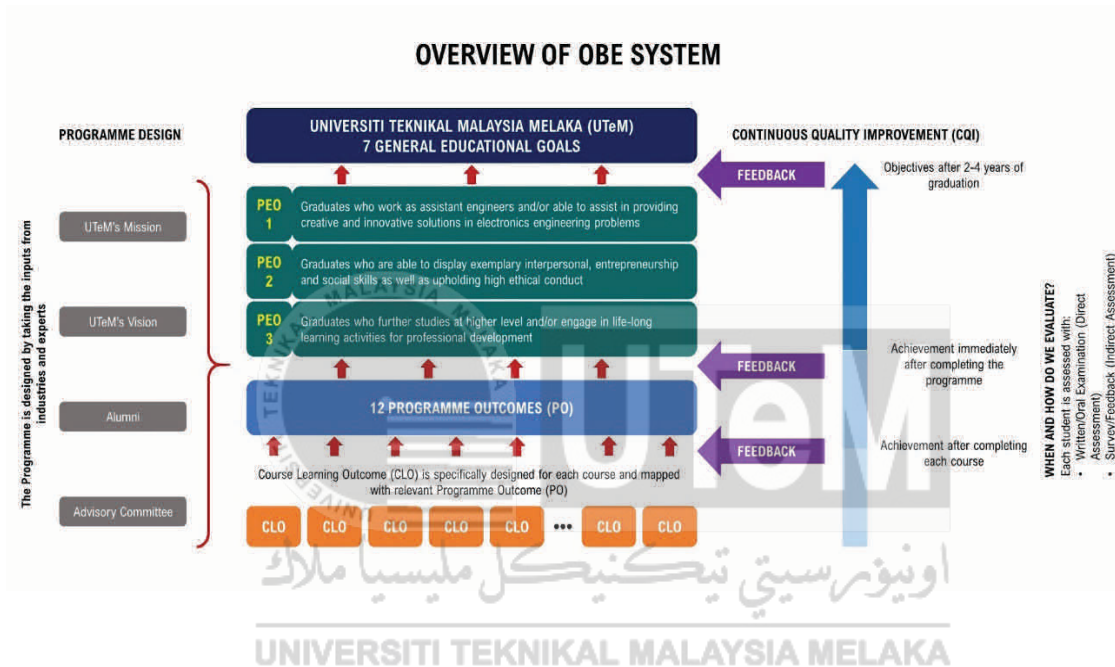 OVERVIEW OF OBE SYSTEM
PROGRAMME DESIGN
The Programme is designed by taking the inputs from
industries and experts
UTeM's Mission
UTeM's Vision
Alumni
Advisory Committee
UNIVERSITI TEKNIKAL MALAYSIA MELAKA (UTeM)
7 GENERAL EDUCATIONAL GOALS
PEO
1
Graduates who work as assistant engineers and/or able to assist in providing
creative and innovative solutions in electronics engineering problems
PEO
2
Graduates who are able to display exemplary interpersonal, entrepreneurship
and social skills as well as upholding high ethical conduct
PEO
3
Graduates who further studies at higher level and/or engage in life-long
learning activities for professional development
12 PROGRAMME OUTCOMES (PO)
Course Learning Outcome (CLO) is specifically designed for each course and mapped
with relevant Programme Outcome (PO)
CLO CLO CLO CLO CLO ••• CLO CLO
CONTINUOUS QUALITY IMPROVEMENT (CQI)
FEEDBACK
Objectives after 2-4 years of
graduation
FEEDBACK
Achievement immediately
after completing the
programme
FEEDBACK
Achievement after completing
each course
WHEN AND HOW DO WE EVALUATE?
Each student is assessed with:
• Written/Oral Examination (Direct
Assessment)
• Survey/Feedback (Indirect Assessment)
UNIVERSITI TEKNIKAL MALAYSIA MELAKA
UTeM
اونيۏرسيتي تيکنيکل مليسيا ملاک
UNIVERSITI TEKNIKAL MALAYSIA MELAKA